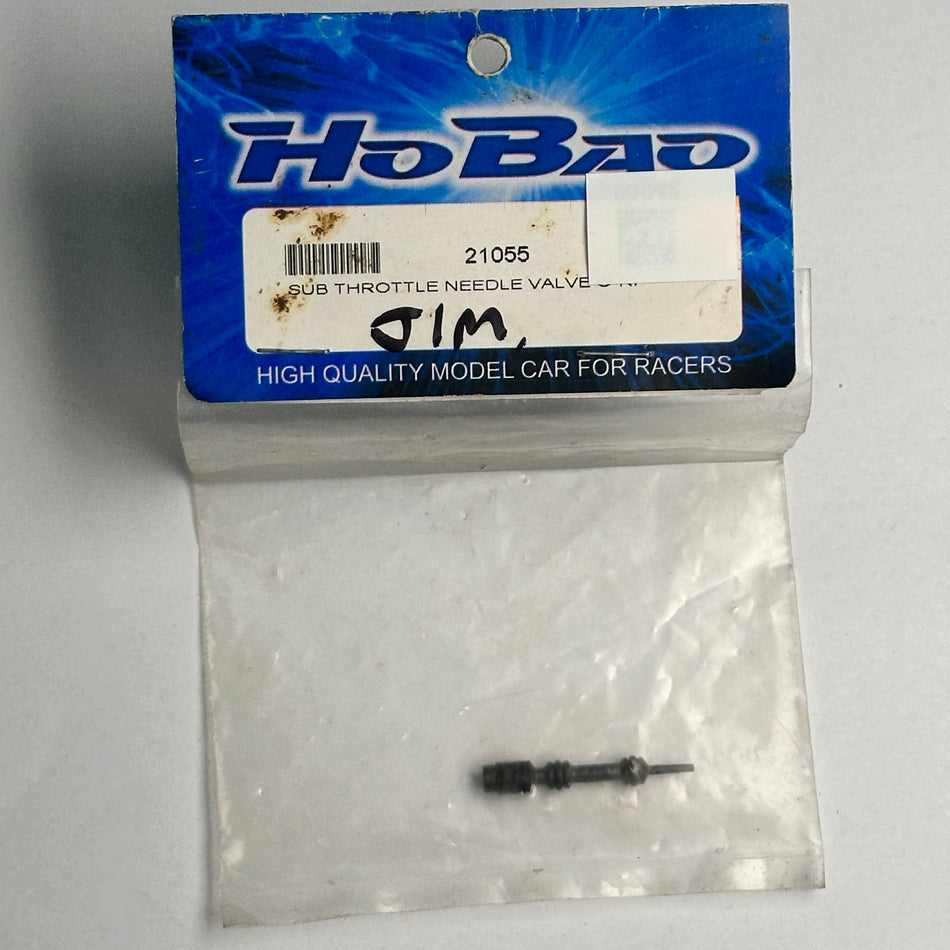 HoBao
21055
SUB THROTTLE NEEDLE VALVE
JIM,
HIGH QUALITY MODEL CAR FOR RACERS